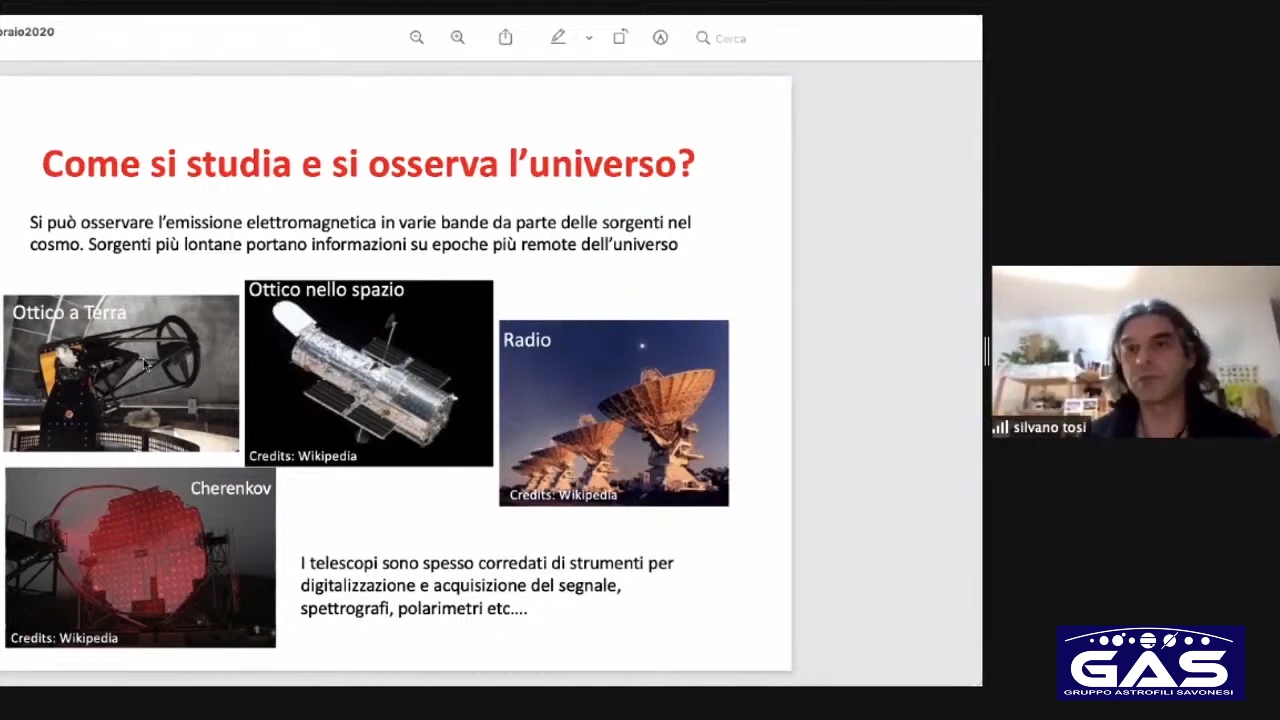 braio2020
Cerca
Come si studia e si osserva l'universo?
Si può osservare l'emissione elettromagnetica in varie bande da parte delle sorgenti nel
cosmo. Sorgenti più lontane portano informazioni su epoche più remote dell'universo
Ottico a Terra
Ottico nello spazio
Credits: Wikipedia
Radio
Credits: Wikipedia
Cherenkov
Credits: Wikipedia
I telescopi sono spesso corredati di strumenti per
digitalizzazione e acquisizione del segnale,
spettrografi, polarimetri etc....
silvano tosi
GAS
GRUPPO ASTROFILI SAVONESI